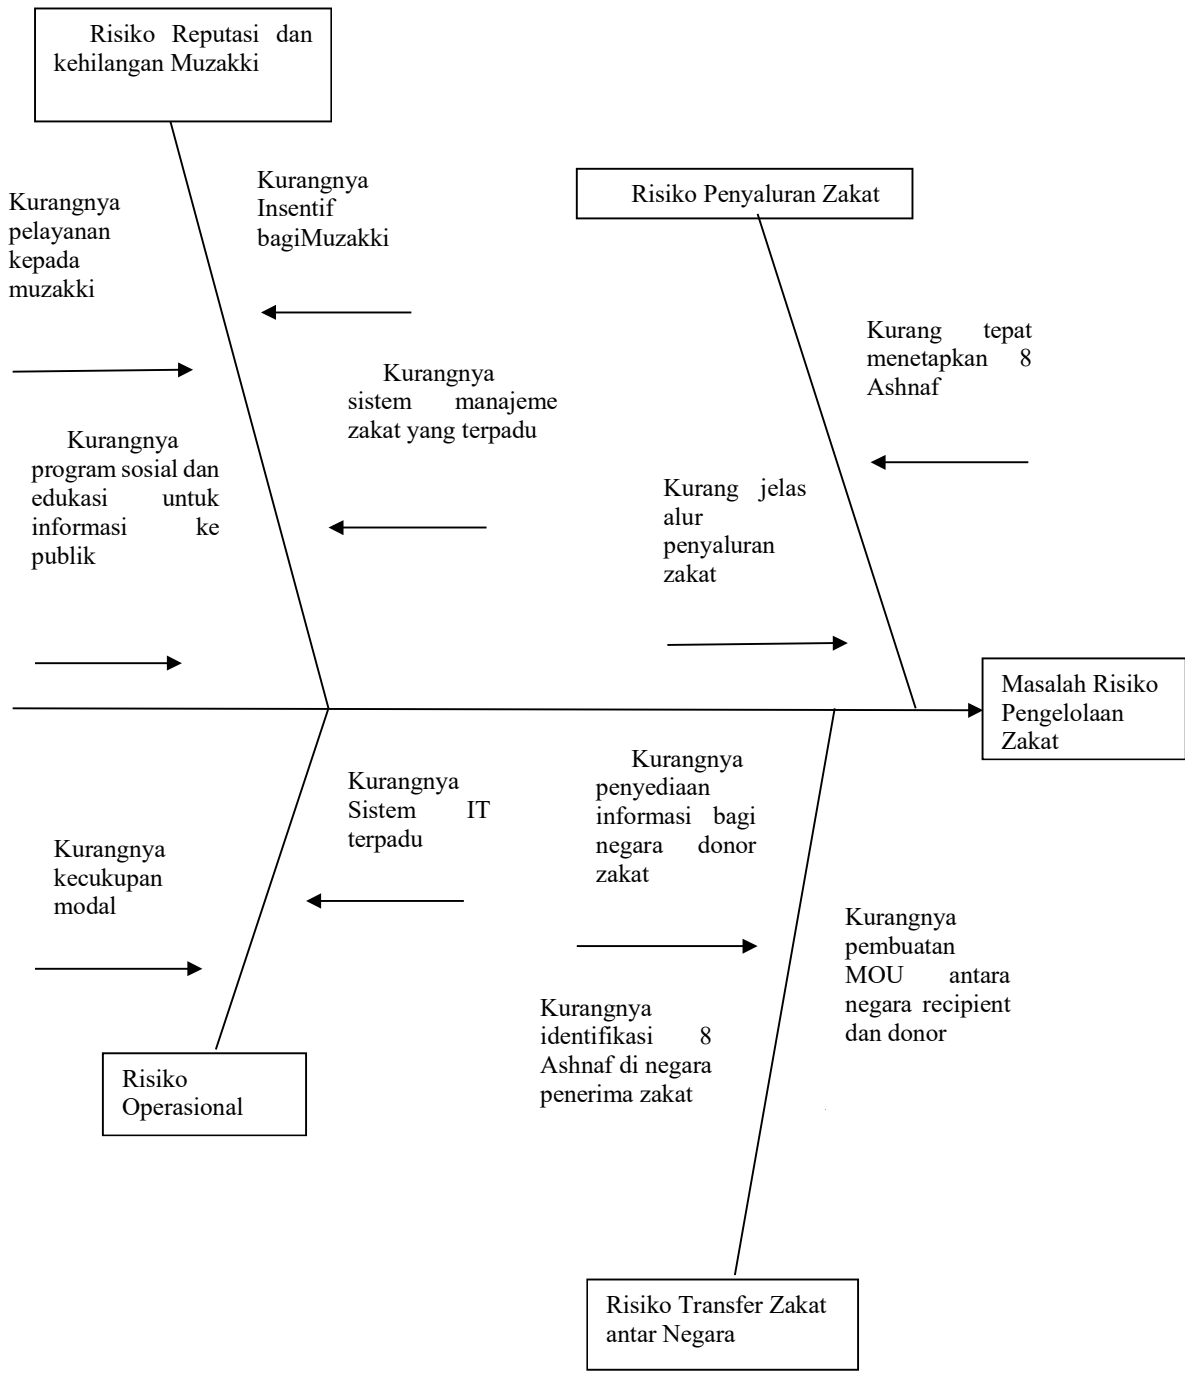 Risiko Reputasi dan
kehilangan Muzakki
Kurangnya
pelayanan
kepada
muzakki
Kurangnya
Insentif
bagiMuzakki
Risiko Penyaluran Zakat
Kurang tepat
menetapkan 8
Ashnaf
Kurangnya
sistem manajeme
zakat yang terpadu
Kurangnya
program sosial dan
edukasi untuk
informasi ke
publik
Kurang jelas
alur
penyaluran
zakat
Masalah Risiko
Pengelolaan
Zakat
Kurangnya
kecukupan
modal
Kurangnya
Sistem IT
terpadu
Kurangnya
penyediaan
informasi bagi
negara donor
zakat
Kurangnya
pembuatan
MOU antara
negara recipient
dan donor
Kurangnya
identifikasi 8
Ashnaf di negara
penerima zakat
Risiko
Operasional
Risiko Transfer Zakat
antar Negara